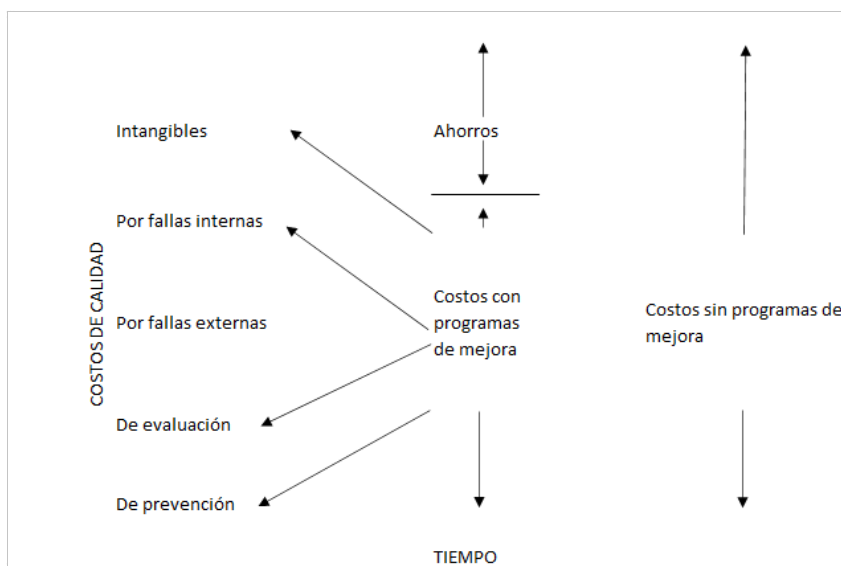 Intangibles
Ahorros
Por fallas internas
COSTOS DE CALIDAD
Por fallas externas
Costos con
programas
de mejora
Costos sin programas de
mejora
De evaluación
De prevención
TIEMPO